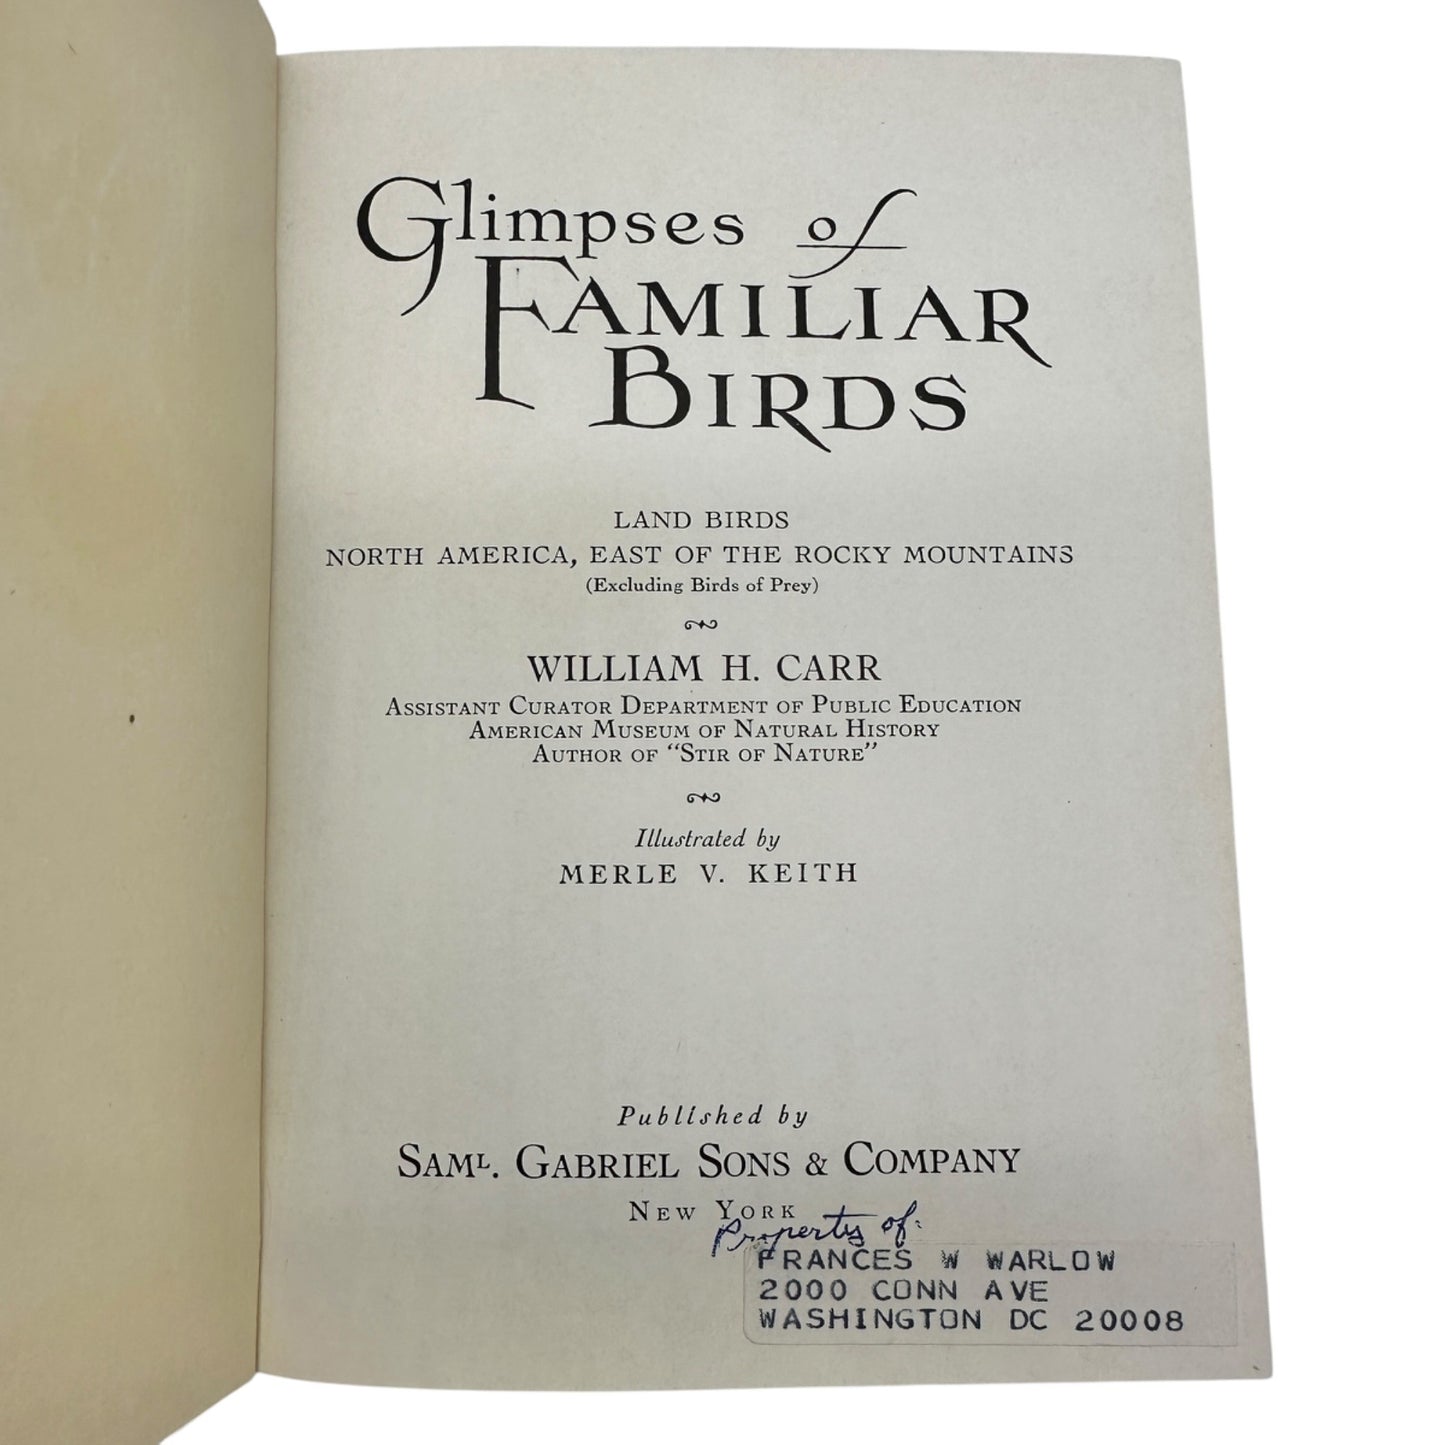 Glimpses of
FAMILIAR
BIRDS
LAND BIRDS
NORTH AMERICA, EAST OF THE ROCKY MOUNTAINS
(Excluding Birds of Prey)
WILLIAM H. CARR
ASSISTANT CURATOR DEPARTMENT OF PUBLIC EDUCATION
AMERICAN MUSEUM OF NATURAL HISTORY
AUTHOR OF "STIR OF NATURE"
Illustrated by
MERLE V. KEITH
Published by
SAML. GABRIEL SONS & COMPANY
NEW YORK
Property of:
FRANCES W WARLOW
2000 CONN AVE
WASHINGTON DC 20008